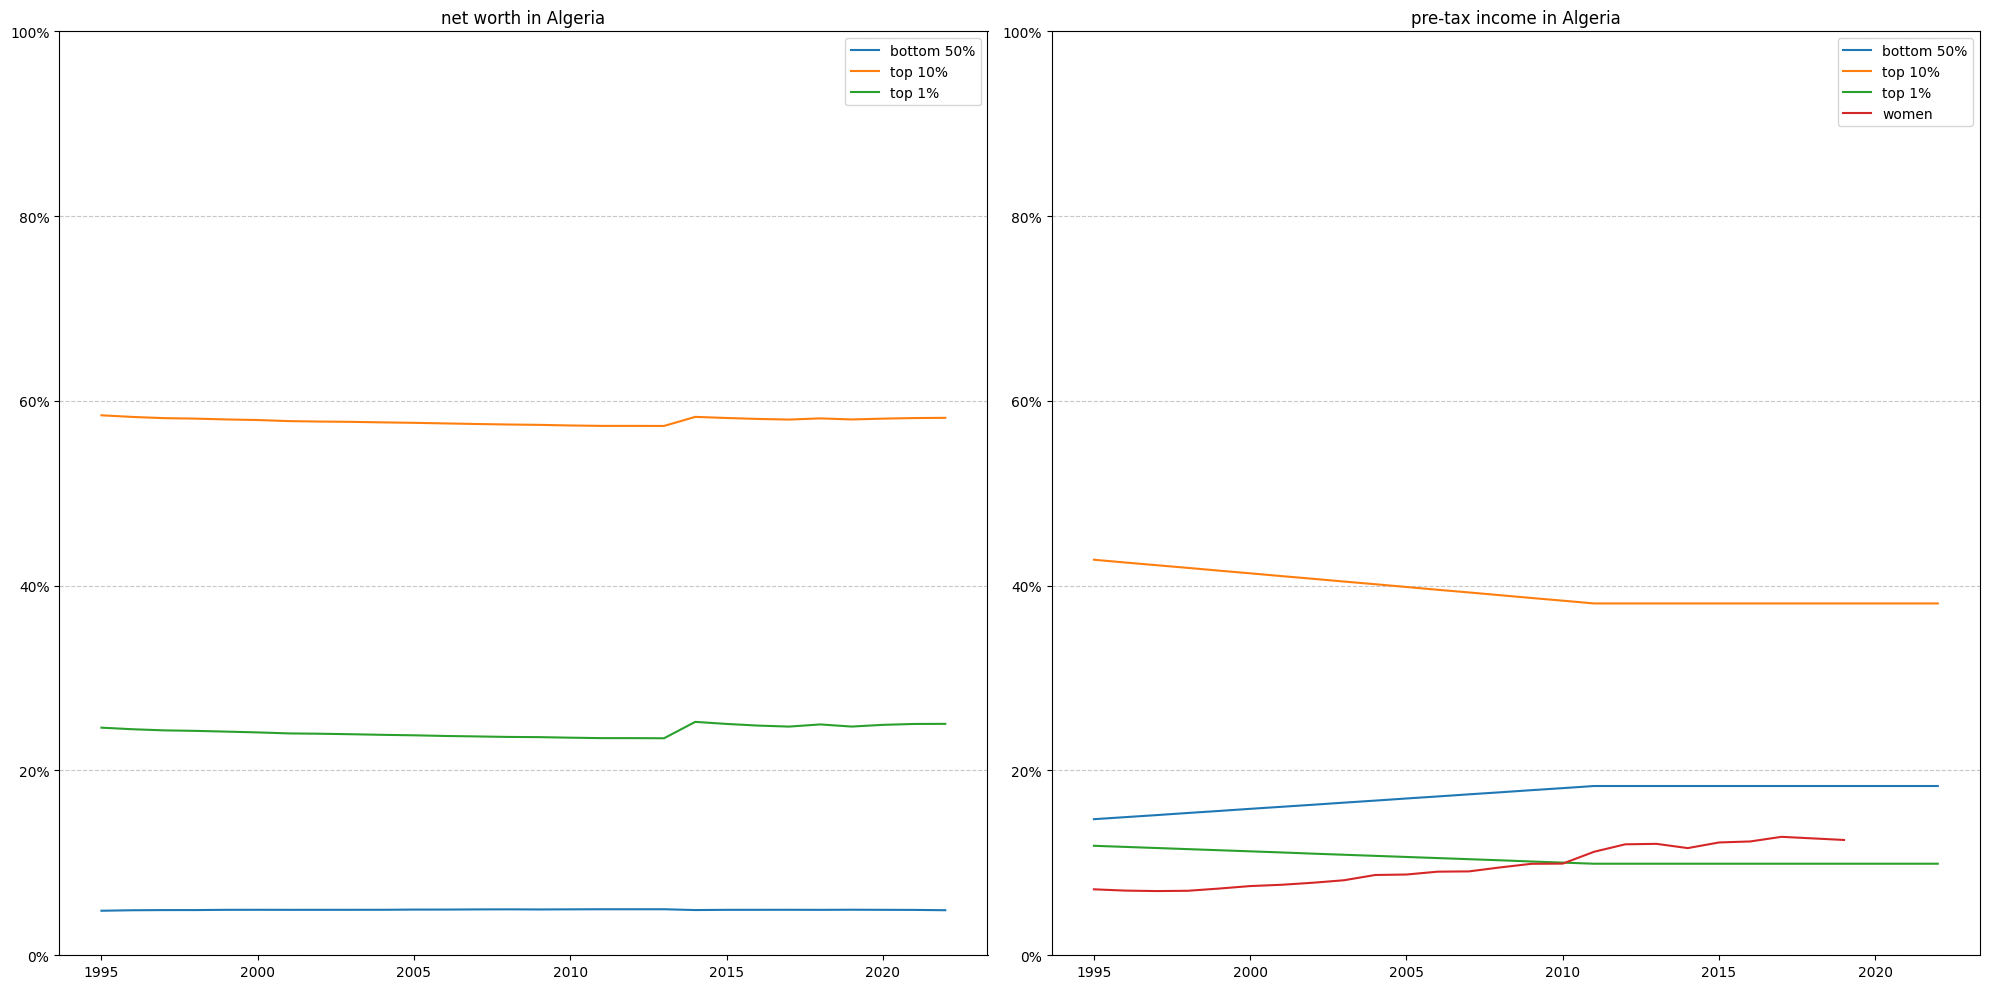 net worth in Algeria
100%
80%
60%
40%
20%
0%
1995 2000 2005 2010 2015 2020
bottom 50%
top 10%
top 1%
pre-tax income in Algeria
100%
80%
60%
40%
20%
0%
1995 2000 2005 2010 2015 2020
bottom 50%
top 10%
top 1%
women